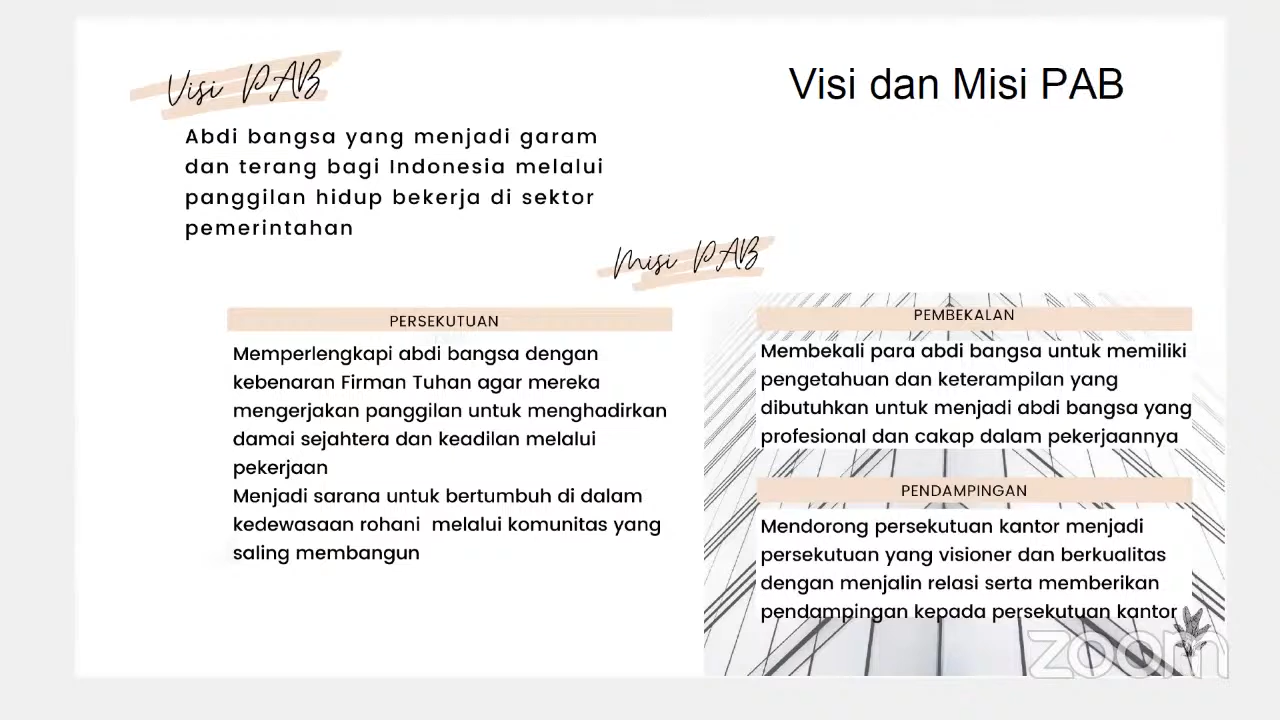 Visi PAB
Visi dan Misi PAB
Abdi bangsa yang menjadi garam
dan terang bagi Indonesia melalui
panggilan hidup bekerja di sektor
pemerintahan
Misi PAB
PERSEKUTUAN
Memperlengkapi abdi bangsa dengan
kebenaran Firman Tuhan agar mereka
mengerjakan panggilan untuk menghadirkan
damai sejahtera dan keadilan melalui
pekerjaan
Menjadi sarana untuk bertumbuh di dalam
kedewasaan rohani melalui komunitas yang
saling membangun
PEMBEKALAN
Membekali para abdi bangsa untuk memiliki
pengetahuan dan keterampilan yang
dibutuhkan untuk menjadi abdi bangsa yang
profesional dan cakap dalam pekerjaannya
PENDAMPINGAN
Mendorong persekutuan kantor menjadi
persekutuan yang visioner dan berkualitas
dengan menjalin relasi serta memberikan
pendampingan kepada persekutuan kantor
zoom